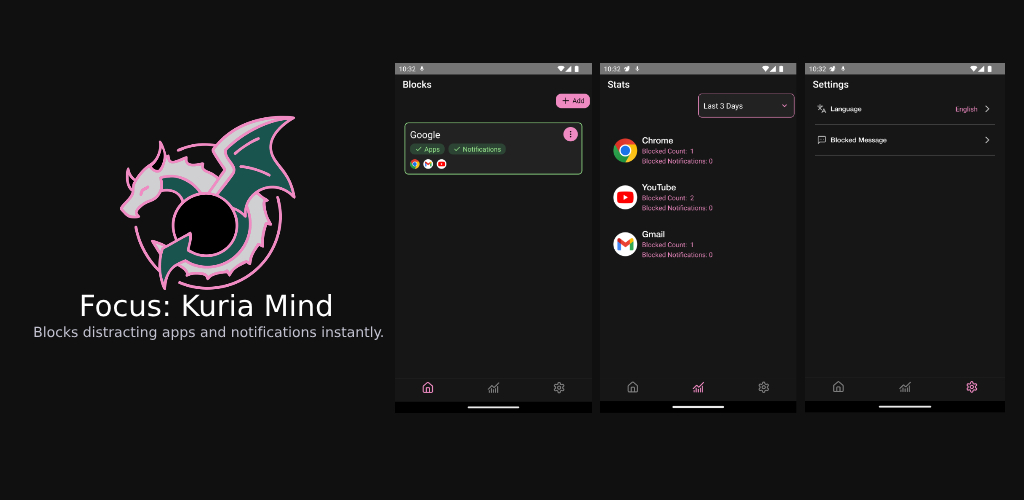 Focus: Kuria Mind
Blocks distracting apps and notifications instantly.
10:32
Blocks
Add
Google
Apps
Notifications
10:32
Stats
Last 3 Days
Chrome
Blocked Count: 1
Blocked Notifications: 0
YouTube
Blocked Count: 2
Blocked Notifications: 0
Gmail
Blocked Count: 1
Blocked Notifications: 0
10:32
Settings
Language English
Blocked Message